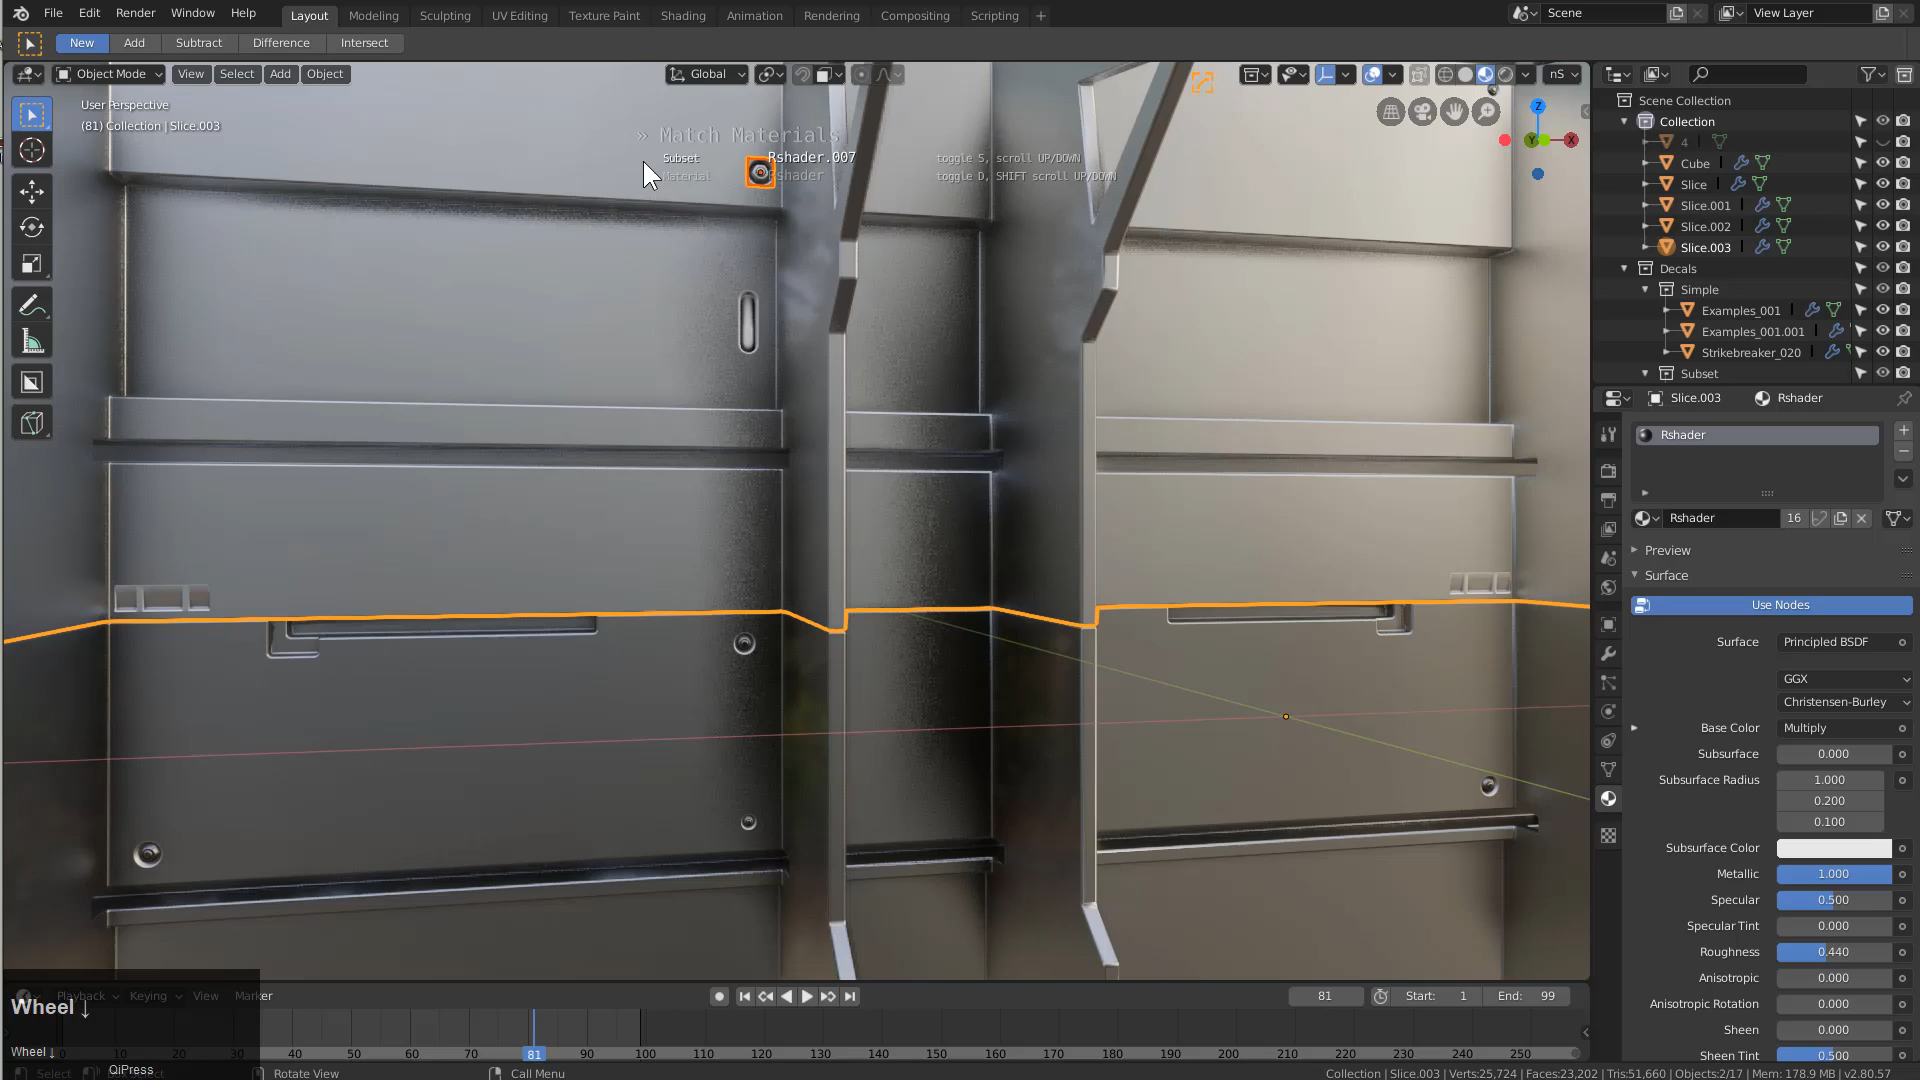 File Edit Render Window Help Layout Modeling Sculpting UV Editing Texture Paint Shading Animation Rendering Compositing Scripting + Scene View Layer
New Add Subtract Difference Intersect
Object Mode View Select Add Object Global nS
User Perspective
(81) Collection | Slice.003
» Match Materials
Subset Rshader.007 toggle S, scroll UP/DOWN
Material Rshader toggle D, SHIFT scroll UP/DOWN
Z
Y X
Scene Collection
Collection
4
Cube
Slice
Slice.001
Slice.002
Slice.003
Decals
Simple
Examples_001
Examples_001.001
Strikebreaker_020
Subset
Slice.003 Rshader
Rshader
Rshader 16
Preview
Surface
Use Nodes
Surface Principled BSDF
GGX
Christensen-Burley
Base Color Multiply
Subsurface 0.000
Subsurface Radius 1.000
0.200
0.100
Subsurface Color
Metallic 1.000
Specular 0.500
Specular Tint 0.000
Roughness 0.440
Anisotropic 0.000
Anisotropic Rotation 0.000
Sheen 0.000
Sheen Tint 0.500
Playback Keying View Marker 81 Start: 1 End: 99
Wheel ↓
Wheel ↓ 0 10 20 30 40 50 60 70 81 90 100 110 120 130 140 150 160 170 180 190 200 210 220 230 240 250
QiPress
Select Rotate View Call Menu Collection | Slice.003 | Verts:25,724 | Faces:23,202 | Tris:51,660 | Objects:2/17 | Mem: 178.9 MB | v2.80.57